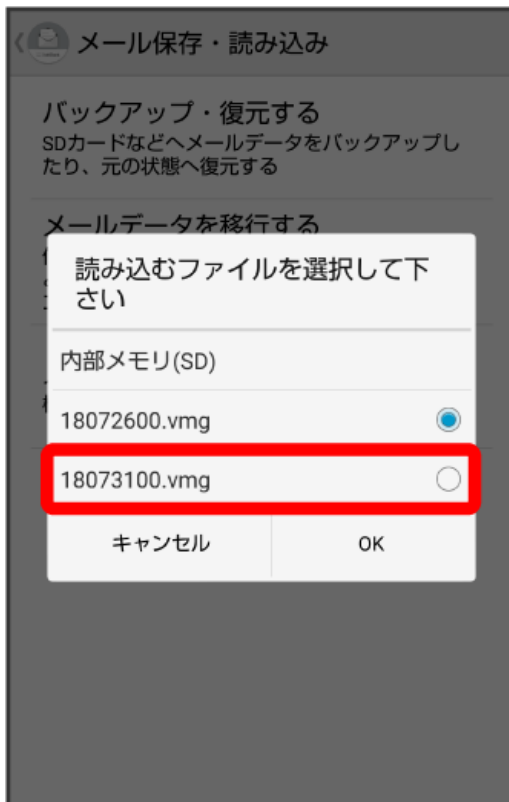 メール保存・読み込み
バックアップ・復元する
SDカードなどへメールデータをバックアップし
たり、元の状態へ復元する
メールデータを移行する
読み込むファイルを選択して下
さい
内部メモリ(SD)
18072600.vmg
18073100.vmg
キャンセル
OK